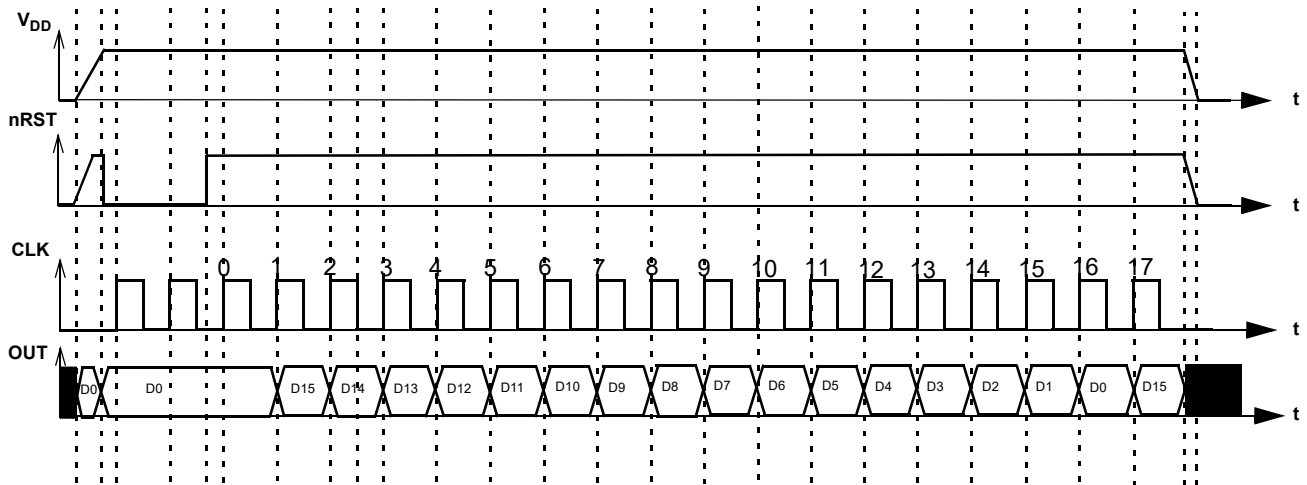 VDD
t
nRST
t
CLK
0 1 2 3 4 5 6 7 8 9 10 11 12 13 14 15 16 17
t
OUT
D0 D0 D15 D14 D13 D12 D11 D10 D9 D8 D7 D6 D5 D4 D3 D2 D1 D0 D15
t